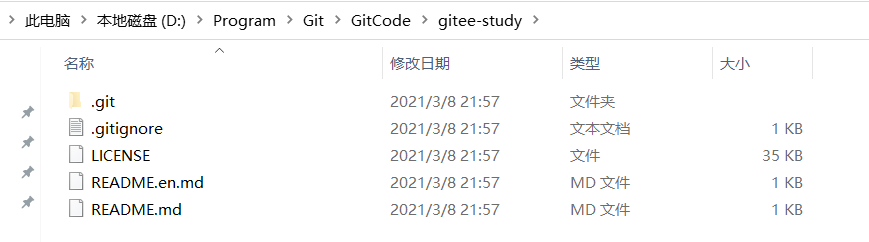 此电脑 本地磁盘 (D:) Program Git GitCode gitee-study
名称 修改日期 类型 大小
.git 2021/3/8 21:57 文件夹
.gitignore 2021/3/8 21:57 文本文档 1 KB
LICENSE 2021/3/8 21:57 文件 35 KB
README.en.md 2021/3/8 21:57 MD 文件 1 KB
README.md 2021/3/8 21:57 MD 文件 1 KB